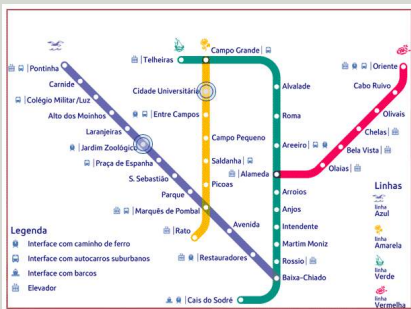 Campo Grande
Telheiras
Oriente
Pontinha
Cabo Ruivo
Carnide
Cidade Universitária
Alvalade
Colégio Militar/Luz
Olivais
Alto dos Moinhos
Entre Campos
Roma
Chelas
Laranjeiras
Campo Pequeno
Areeiro
Bela Vista
Jardim Zoológico
Praça de Espanha
Saldanha
Olaias
S. Sebastião
Alameda
Picoas
Parque
Arroios
Linhas
Marquês de Pombal
Anjos
linha
Azul
Avenida
Intendente
Legenda
Rato
linha
Amarela
Interface com caminho de ferro
Martim Moniz
Interface com autocarros suburbanos
Restauradores
Rossio
linha
Verde
Interface com barcos
Baixa-Chiado
Elevador
Cais do Sodré
linha
Vermelha